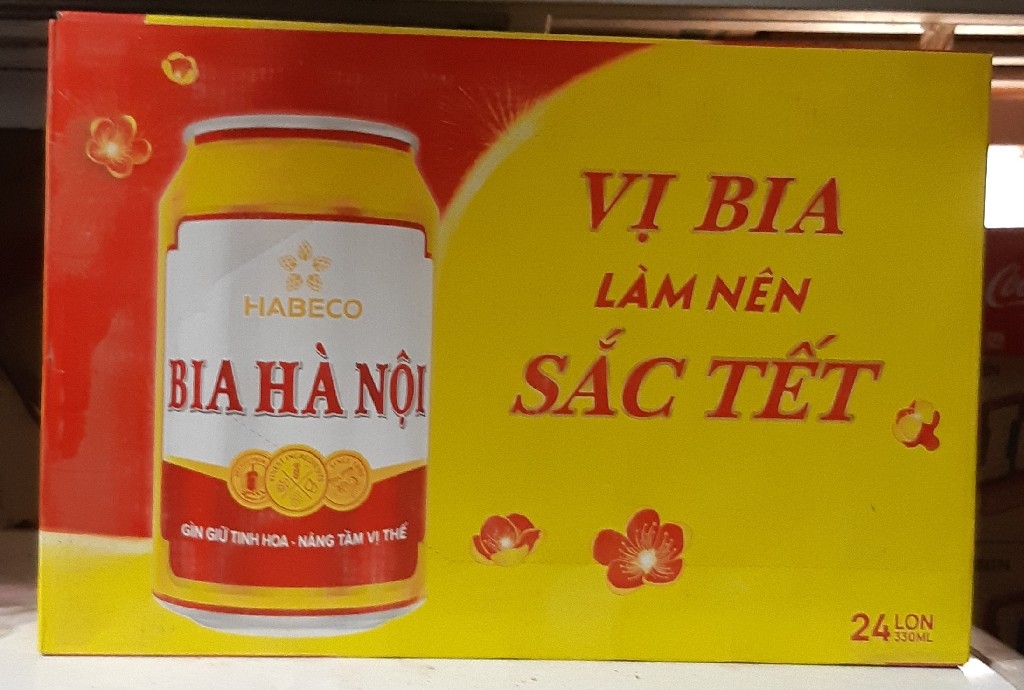 HABECO
BIA HÀ NỘI
GÌN GIỮ TINH HOA - NÂNG TẦM VỊ THẾ
VỊ BIA
LÀM NÊN
SẮC TẾT
24 LON
330ML